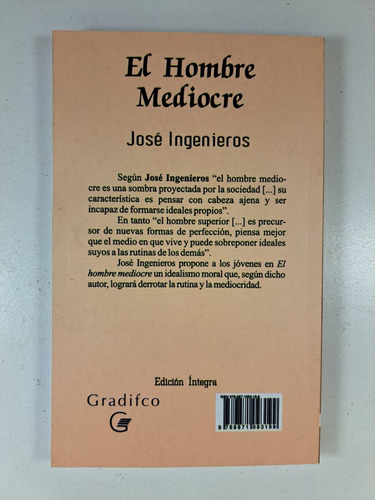 El Hombre
Mediocre
José Ingenieros
Según José Ingenieros "el hombre medio-
cre es una sombra proyectada por la sociedad [...] su
característica es pensar con cabeza ajena y ser
incapaz de formarse ideales propios".
En tanto "el hombre superior [...] es precur-
sor de nuevas formas de perfección, piensa mejor
que el medio en que vive y puede sobreponer ideales
suyos a las rutinas de los demás".
José Ingenieros propone a los jóvenes en El
hombre mediocre un idealismo moral que, según dicho
autor, logrará derrotar la rutina y la mediocridad.
Edición Íntegra
Gradifco